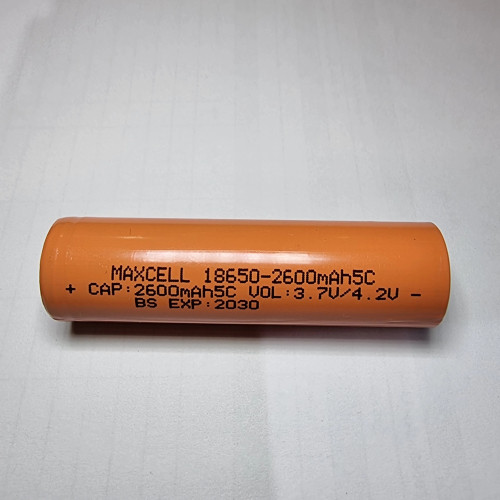 MAXCELL 18650-2600mAh5C
+ CAP:2600mAh5C VOL:3.7V/4.2V -
BS EXP:2030